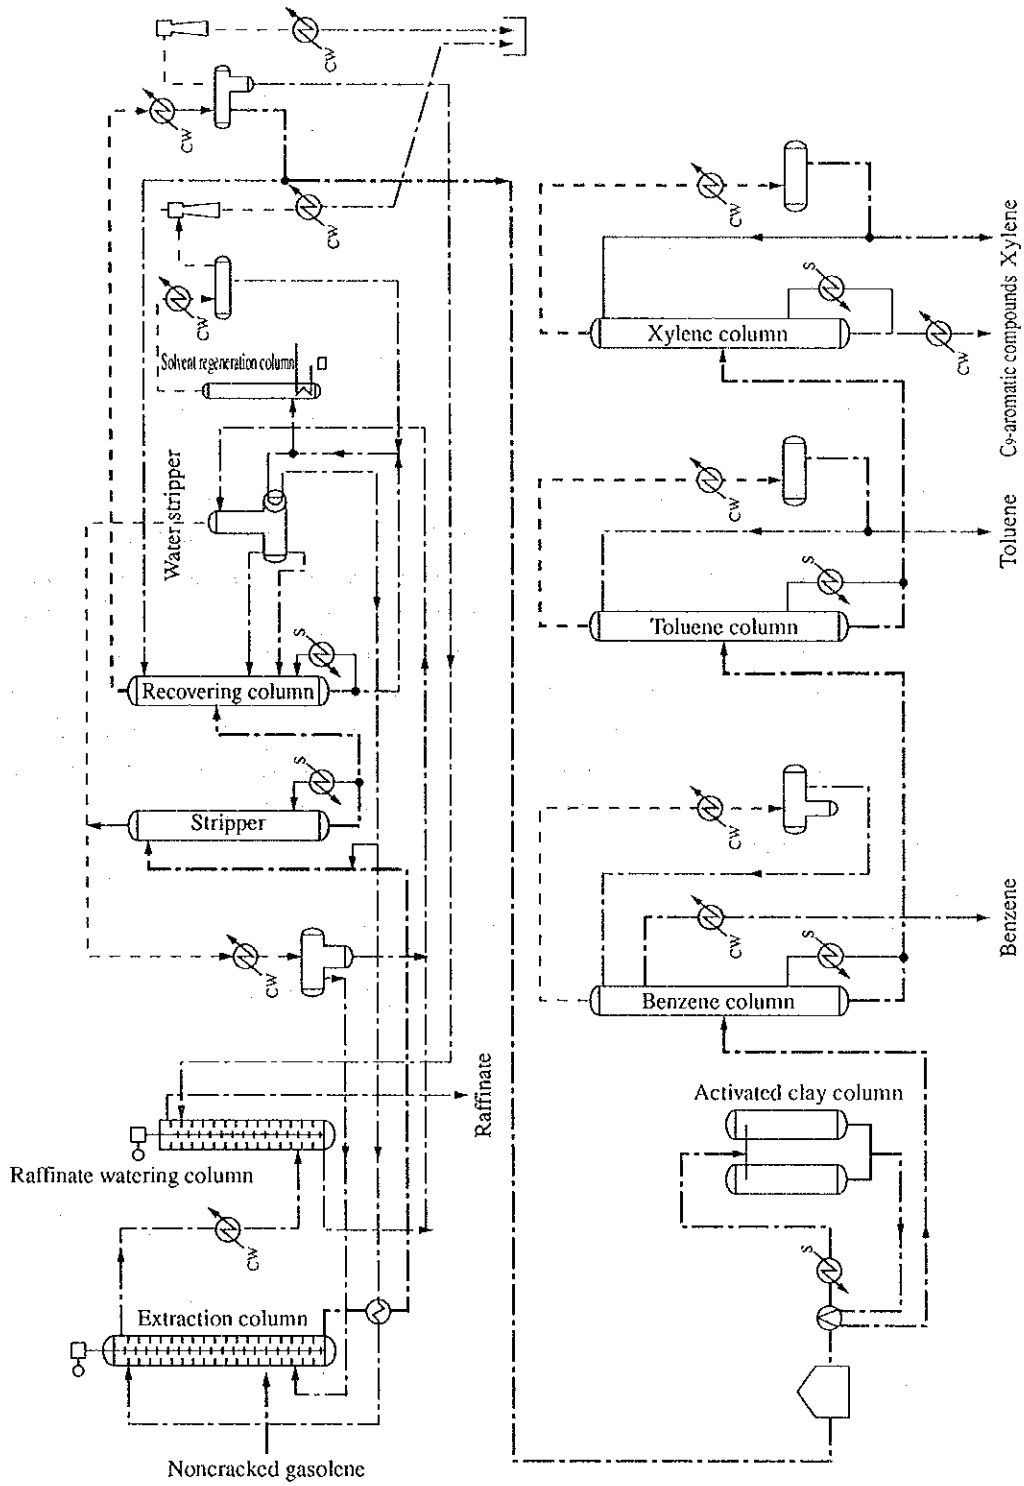 CW
CW
CW
S
CW
CW
CW
Solvent regeneration column
Xylene column
S
CW
Xylene
C9-aromatic compounds
Water stripper
CW
S
Recovering column
Toluene column
Toluene
S
Stripper
CW
CW
S
CW
Benzene column
Benzene
Raffinate
Activated clay column
Raffinate watering column
CW
S
Extraction column
Noncracked gasolene